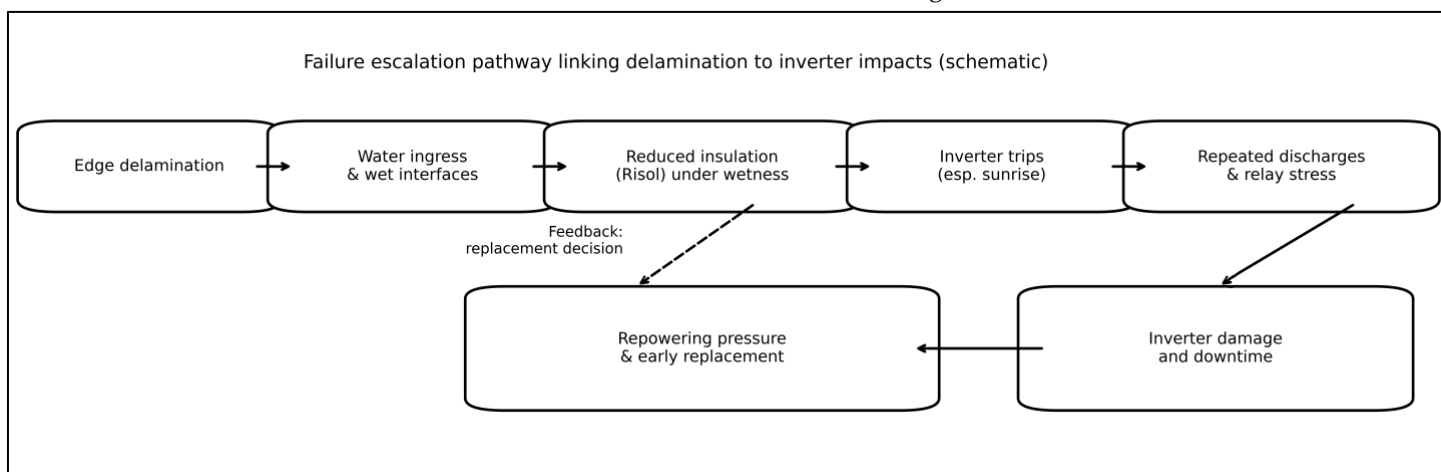 Failure escalation pathway linking delamination to inverter impacts (schematic)
Edge delamination
Water ingress
& wet interfaces
Reduced insulation
(Risol) under wetness
Inverter trips
(esp. sunrise)
Repeated discharges
& relay stress
Feedback:
replacement decision
Repowering pressure
& early replacement
Inverter damage
and downtime